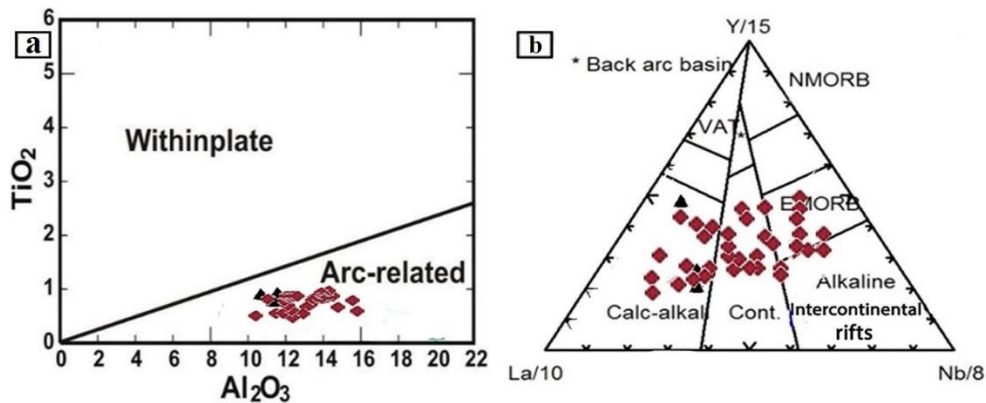 a
6
5
4
3
2
1
0
TiO2
Withinplate
Arc-related
0 2 4 6 8 10 12 14 16 18 20 22
Al2O3
b
Y/15
* Back arc basin
NMORB
VAT
*
EMORB
Alkaline
Calc-alkali
Cont.
Intercontinental
rifts
La/10
Nb/8